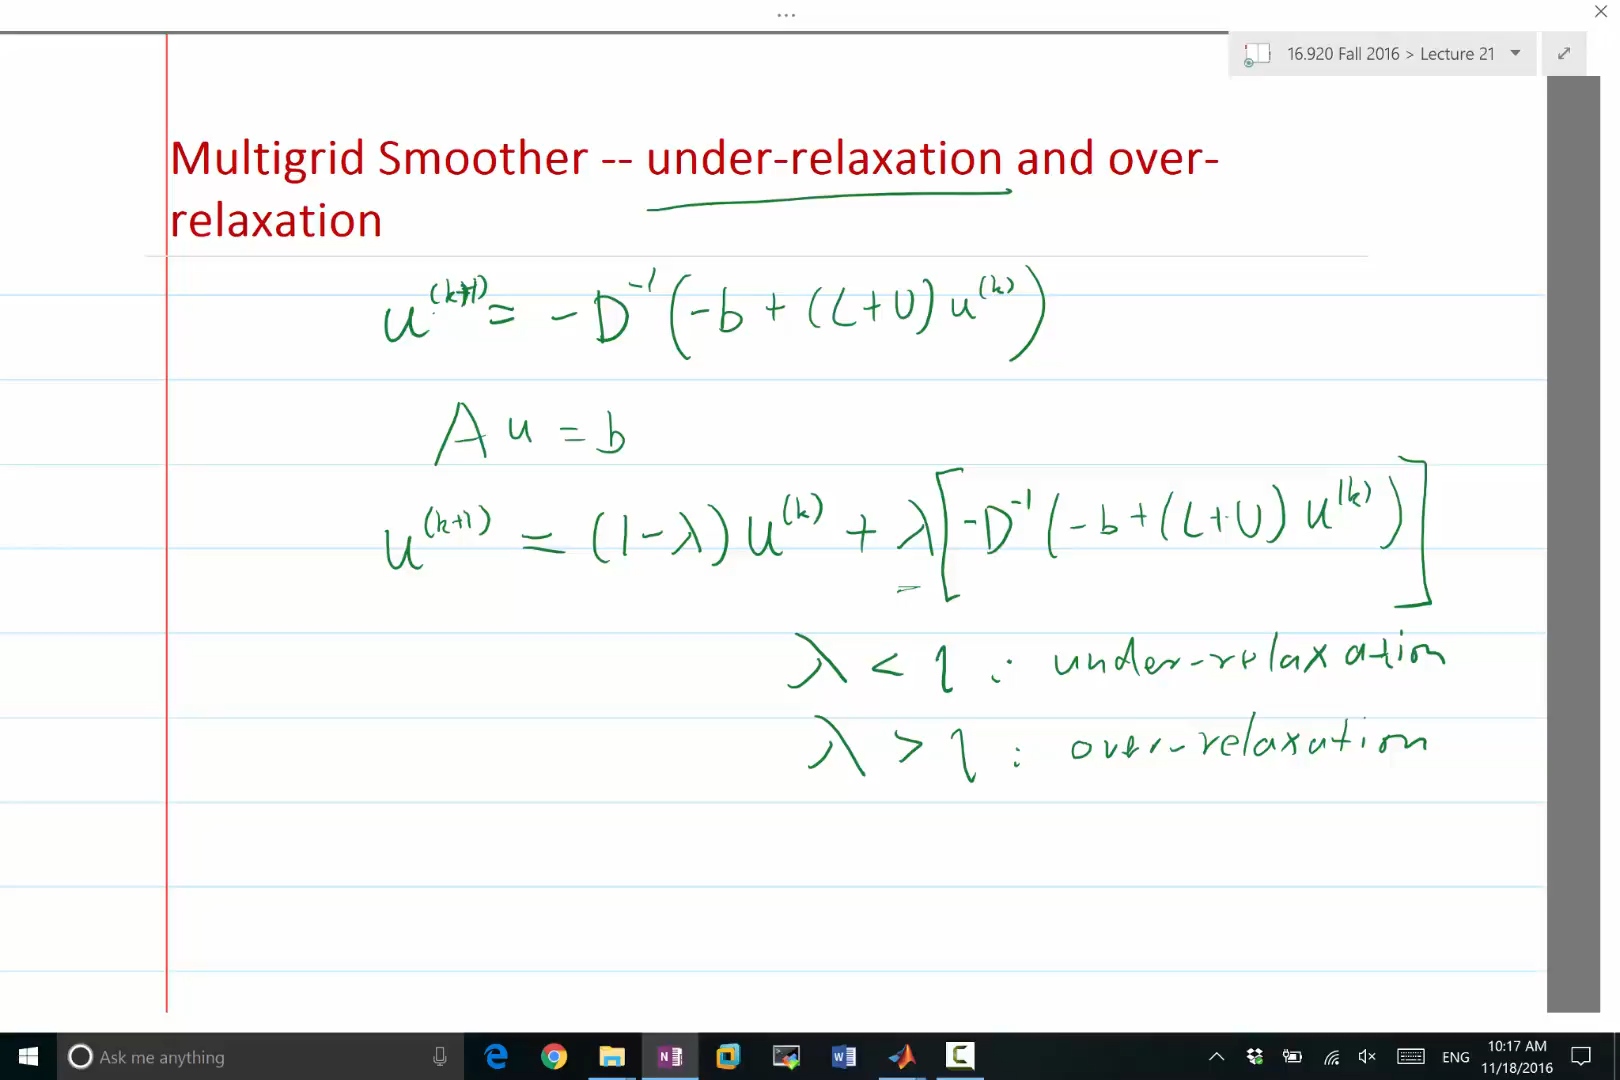 16.920 Fall 2016 > Lecture 21
Multigrid Smoother -- under-relaxation and over-
relaxation
u^(k+1) = -D^-1 (-b + (L+U) u^(k))
A u = b
u^(k+1) = (1-λ) u^(k) + λ[-D^-1 (-b + (L+U) u^(k))]
λ < 1 : under-relaxation
λ > 1 : over-relaxation
Ask me anything
ENG
10:17 AM
11/18/2016